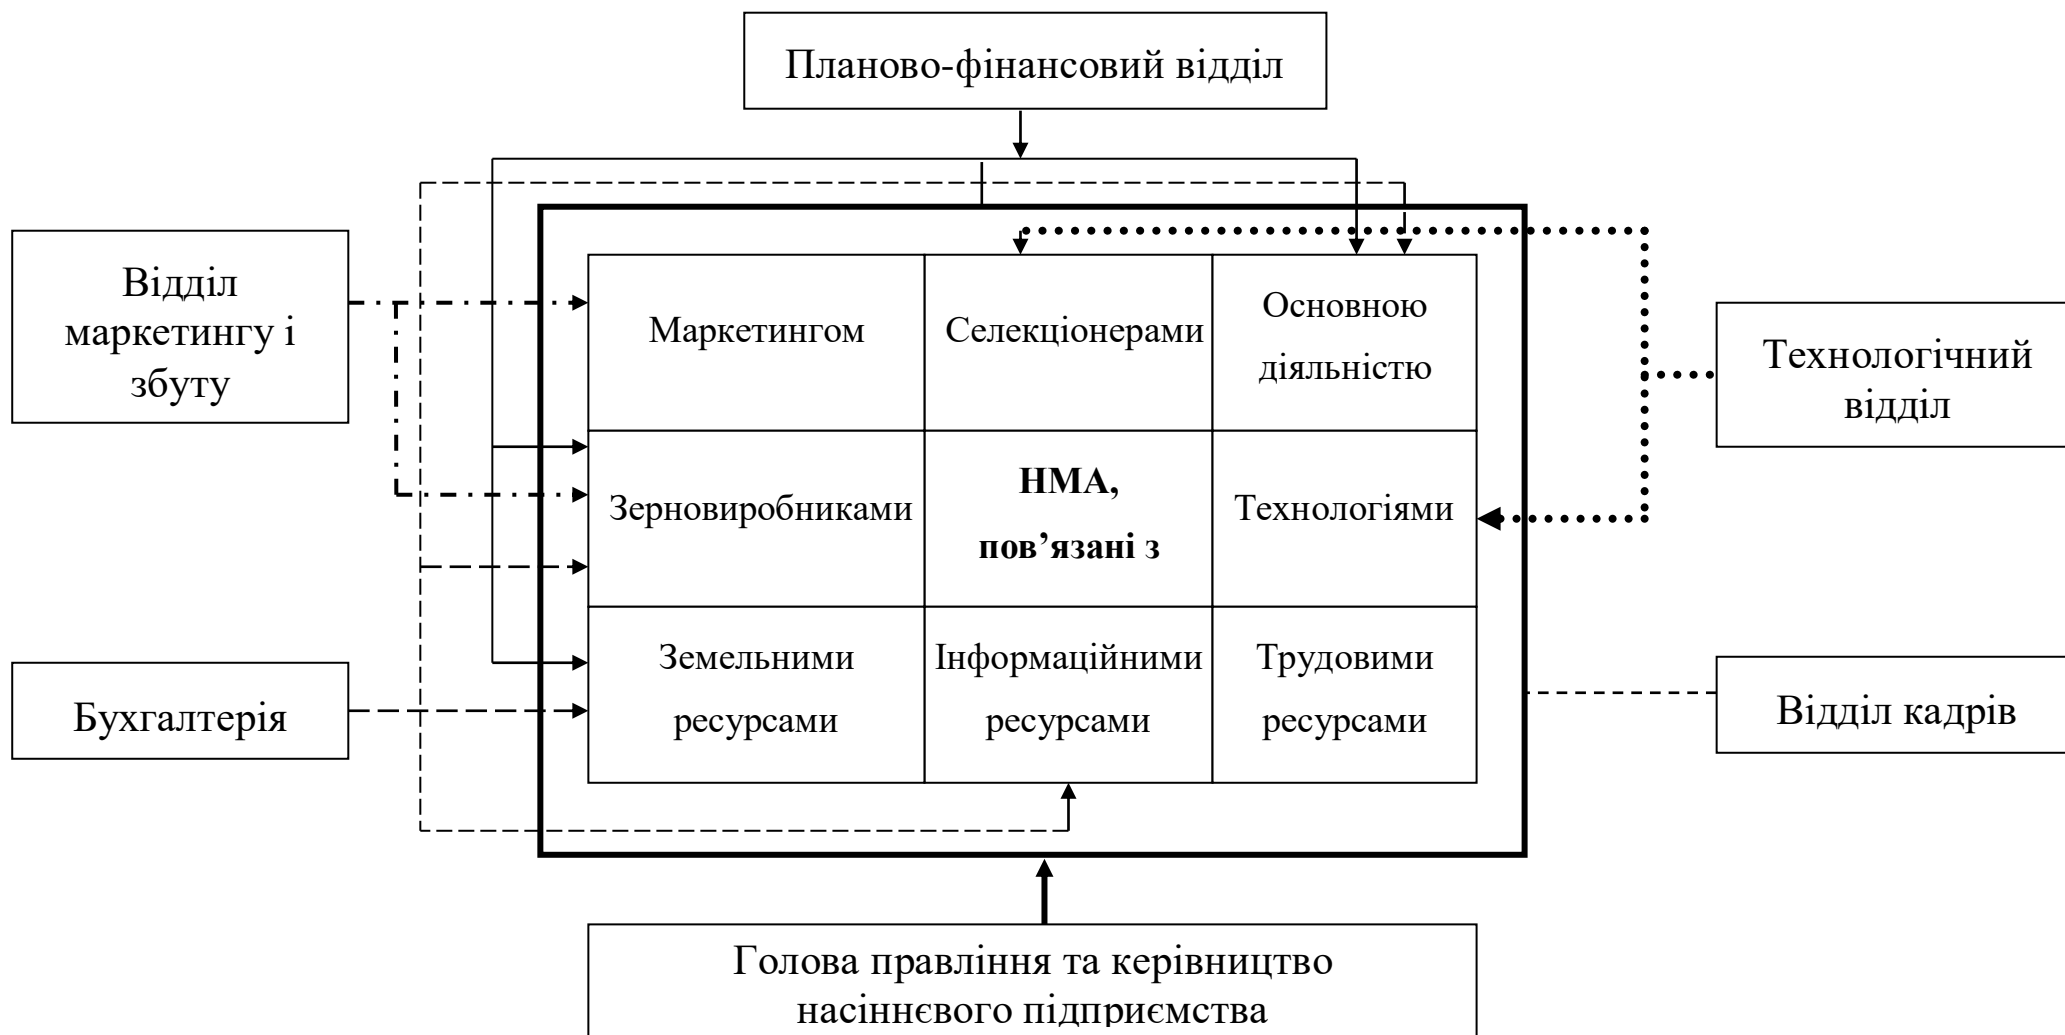 Планово-фінансовий відділ
Відділ
маркетингу і
збуту
Маркетингом
Селекціонерами
Основною
діяльністю
Технологічний
відділ
Зерновиробниками
НМА,
пов’язані з
Технологіями
Бухгалтерія
Земельними
ресурсами
Інформаційними
ресурсами
Трудовими
ресурсами
Відділ кадрів
Голова правління та керівництво
насіннєвого підприємства